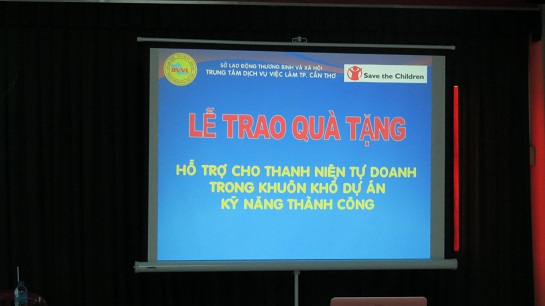 SỞ LAO ĐỘNG THƯƠNG BINH VÀ XÃ HỘI
TRUNG TÂM DỊCH VỤ VIỆC LÀM TP. CẦN THƠ
Save the Children
LỄ TRAO QUÀ TẶNG
HỖ TRỢ CHO THANH NIÊN TỰ DOANH
TRONG KHUÔN KHỔ DỰ ÁN
KỸ NĂNG THÀNH CÔNG